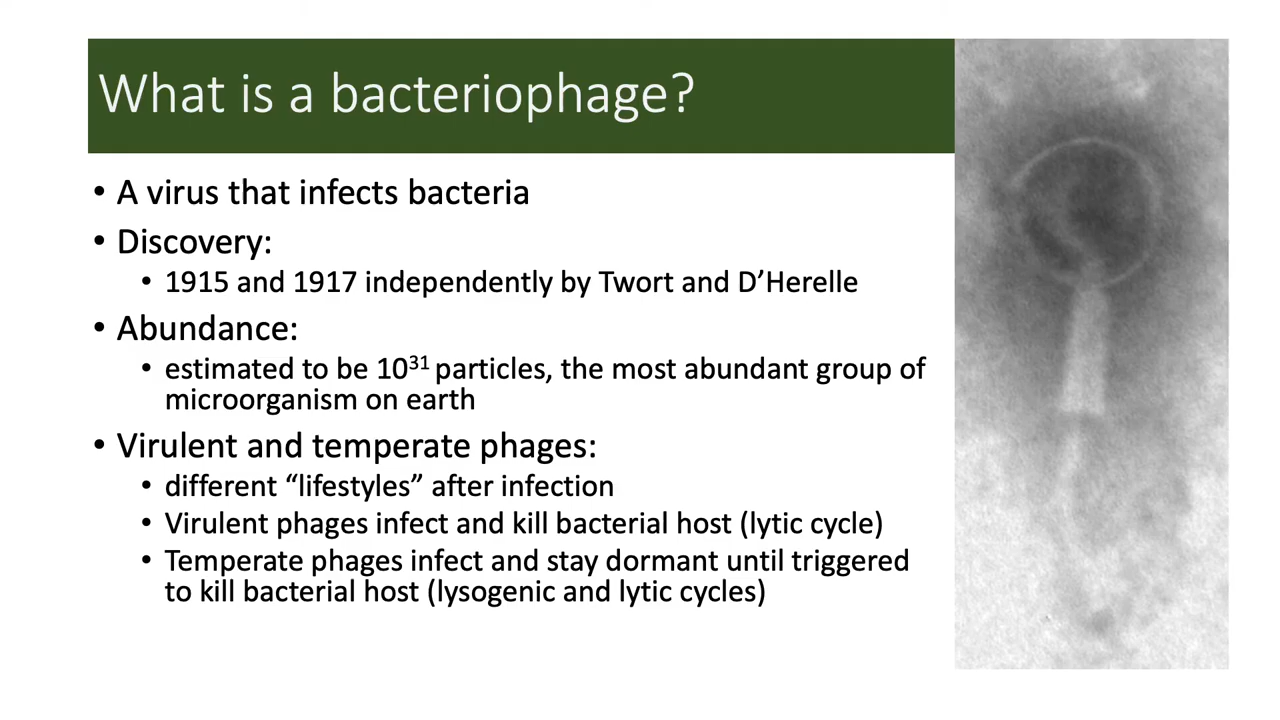 What is a bacteriophage?
• A virus that infects bacteria
• Discovery:
• 1915 and 1917 independently by Twort and D’Herelle
• Abundance:
• estimated to be 10³¹ particles, the most abundant group of
microorganism on earth
• Virulent and temperate phages:
• different “lifestyles” after infection
• Virulent phages infect and kill bacterial host (lytic cycle)
• Temperate phages infect and stay dormant until triggered
to kill bacterial host (lysogenic and lytic cycles)